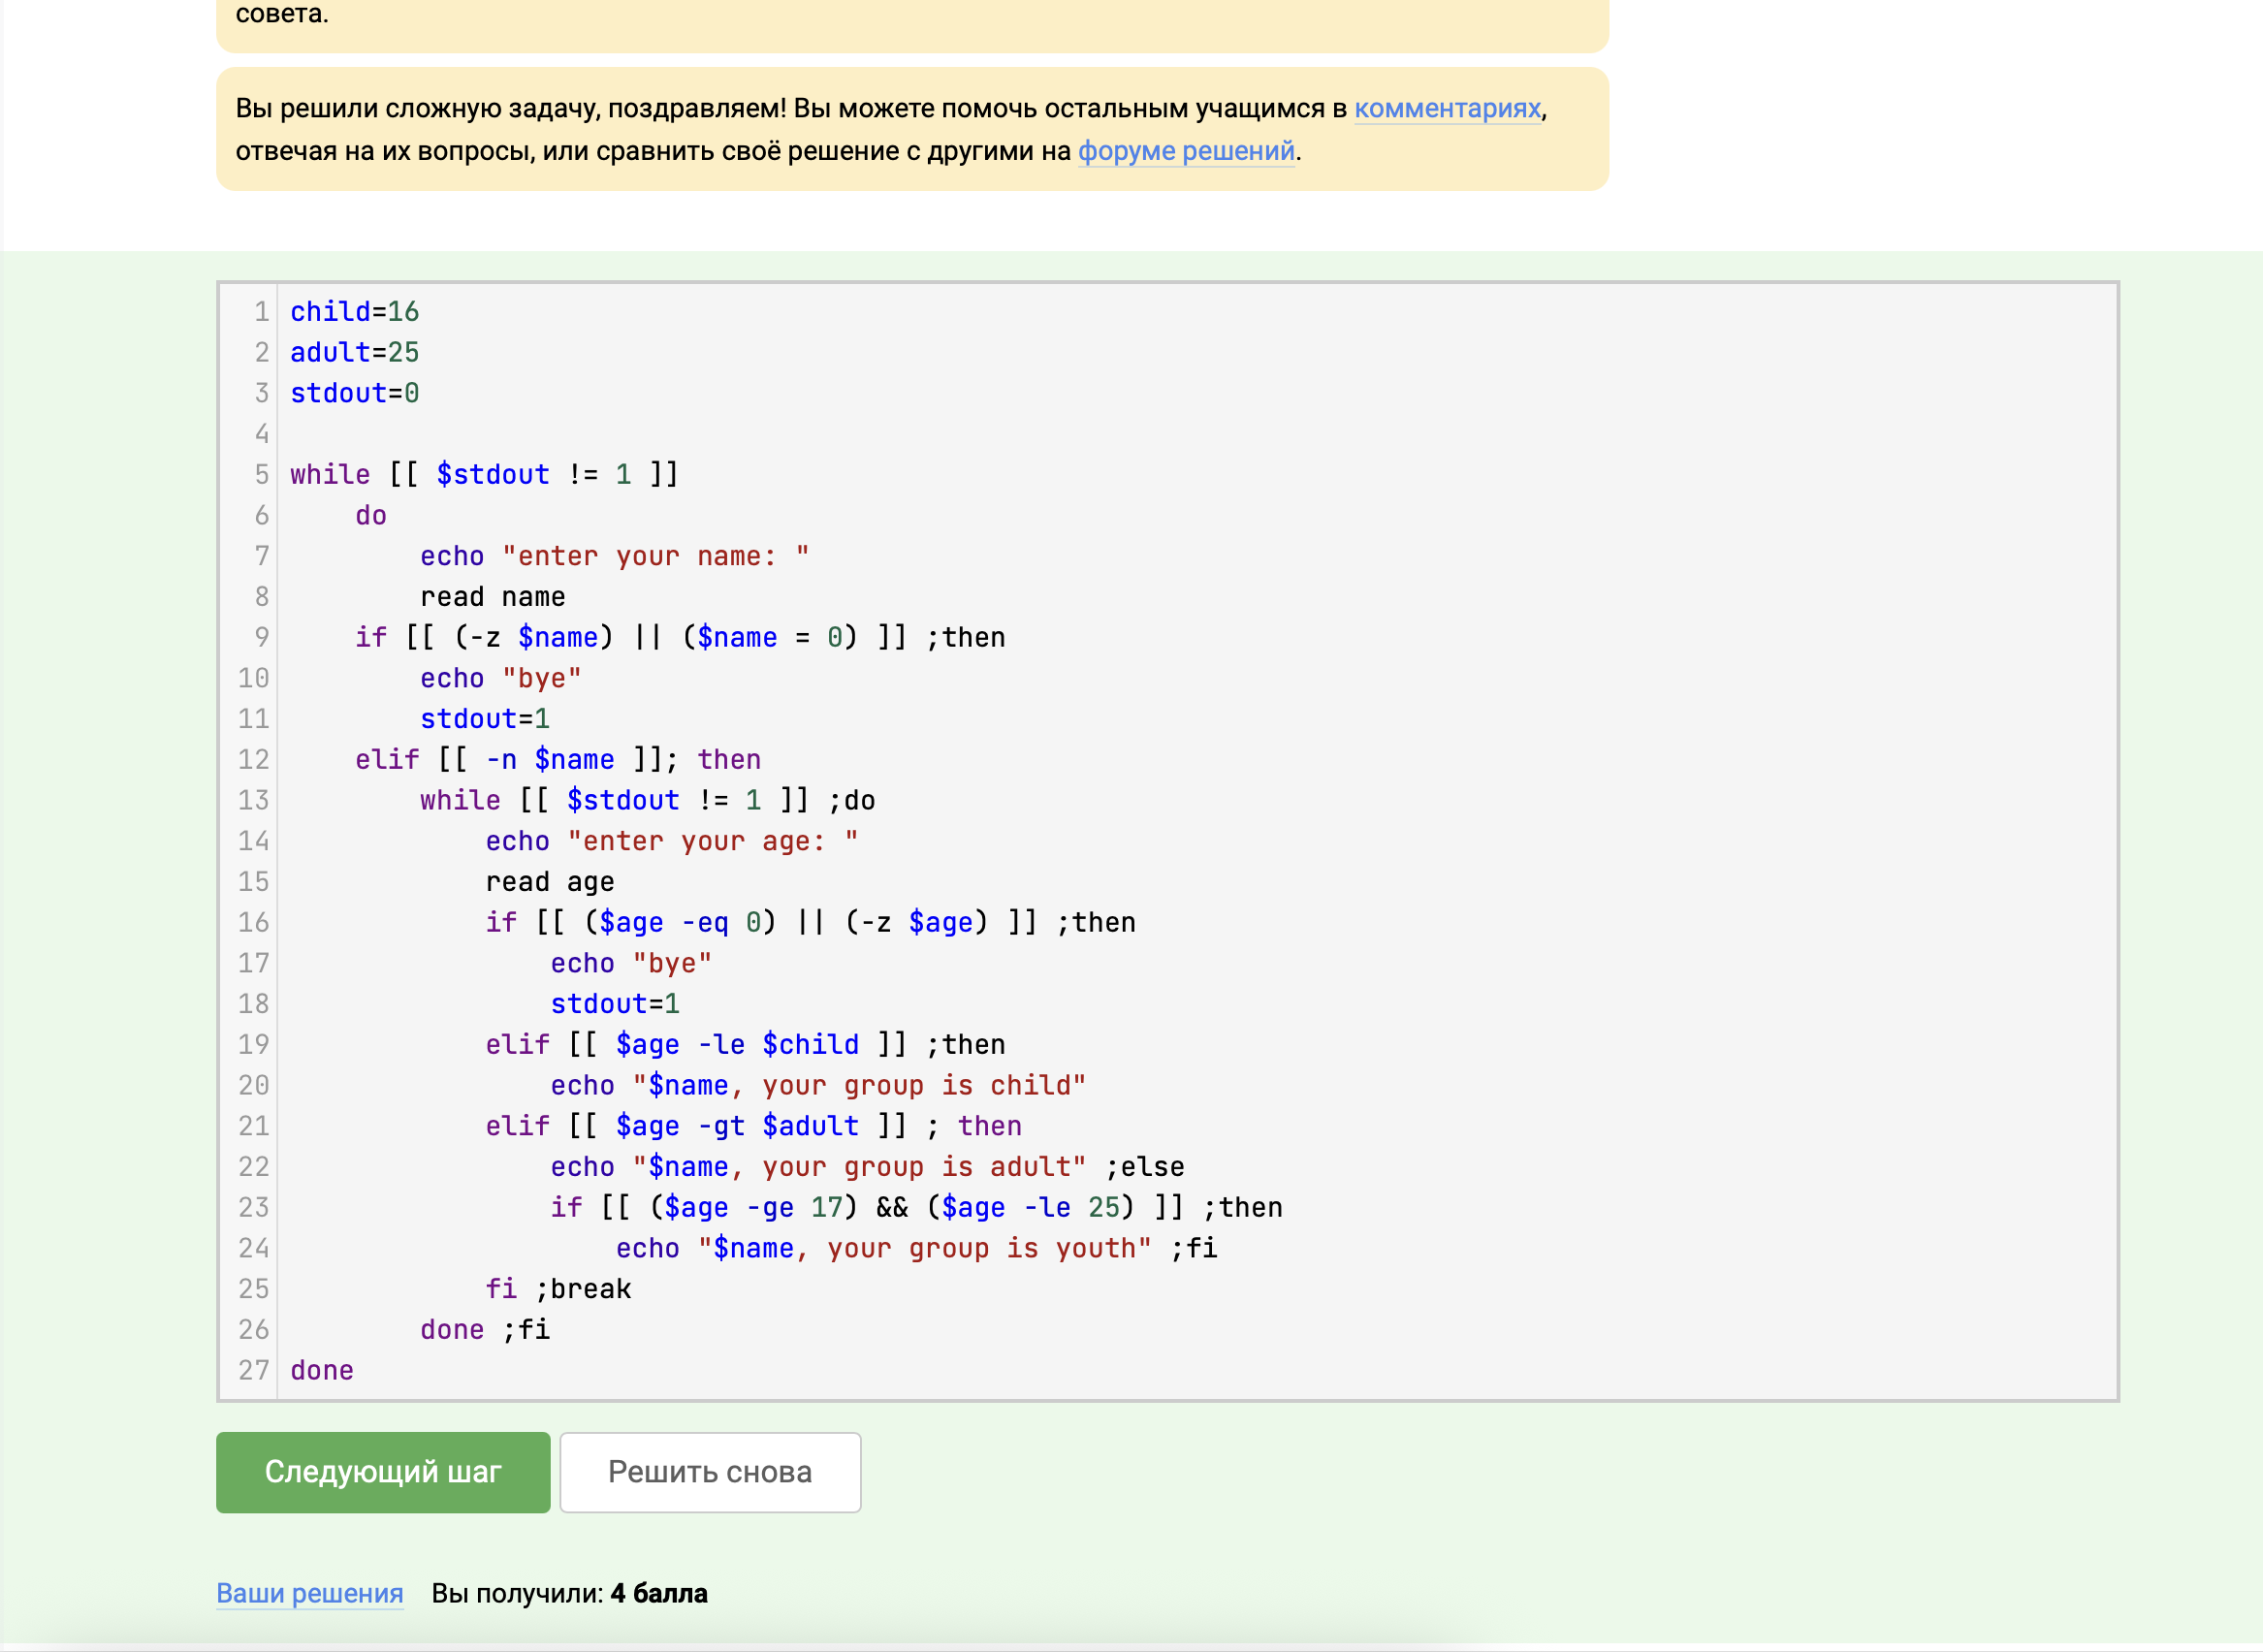 совета.
Вы решили сложную задачу, поздравляем! Вы можете помочь остальным учащимся в комментариях,
отвечая на их вопросы, или сравнить своё решение с другими на форуме решений.
1 child=16
2 adult=25
3 stdout=0
4
5 while [[ $stdout != 1 ]]
6     do
7         echo "enter your name: "
8         read name
9     if [[ (-z $name) || ($name = 0) ]] ;then
10         echo "bye"
11         stdout=1
12     elif [[ -n $name ]]; then
13         while [[ $stdout != 1 ]] ;do
14             echo "enter your age: "
15             read age
16             if [[ ($age -eq 0) || (-z $age) ]] ;then
17                 echo "bye"
18                 stdout=1
19             elif [[ $age -le $child ]] ;then
20                 echo "$name, your group is child"
21             elif [[ $age -gt $adult ]] ; then
22                 echo "$name, your group is adult" ;else
23                 if [[ ($age -ge 17) && ($age -le 25) ]] ;then
24                     echo "$name, your group is youth" ;fi
25             fi ;break
26         done ;fi
27 done
Следующий шаг Решить снова
Ваши решения Вы получили: 4 балла